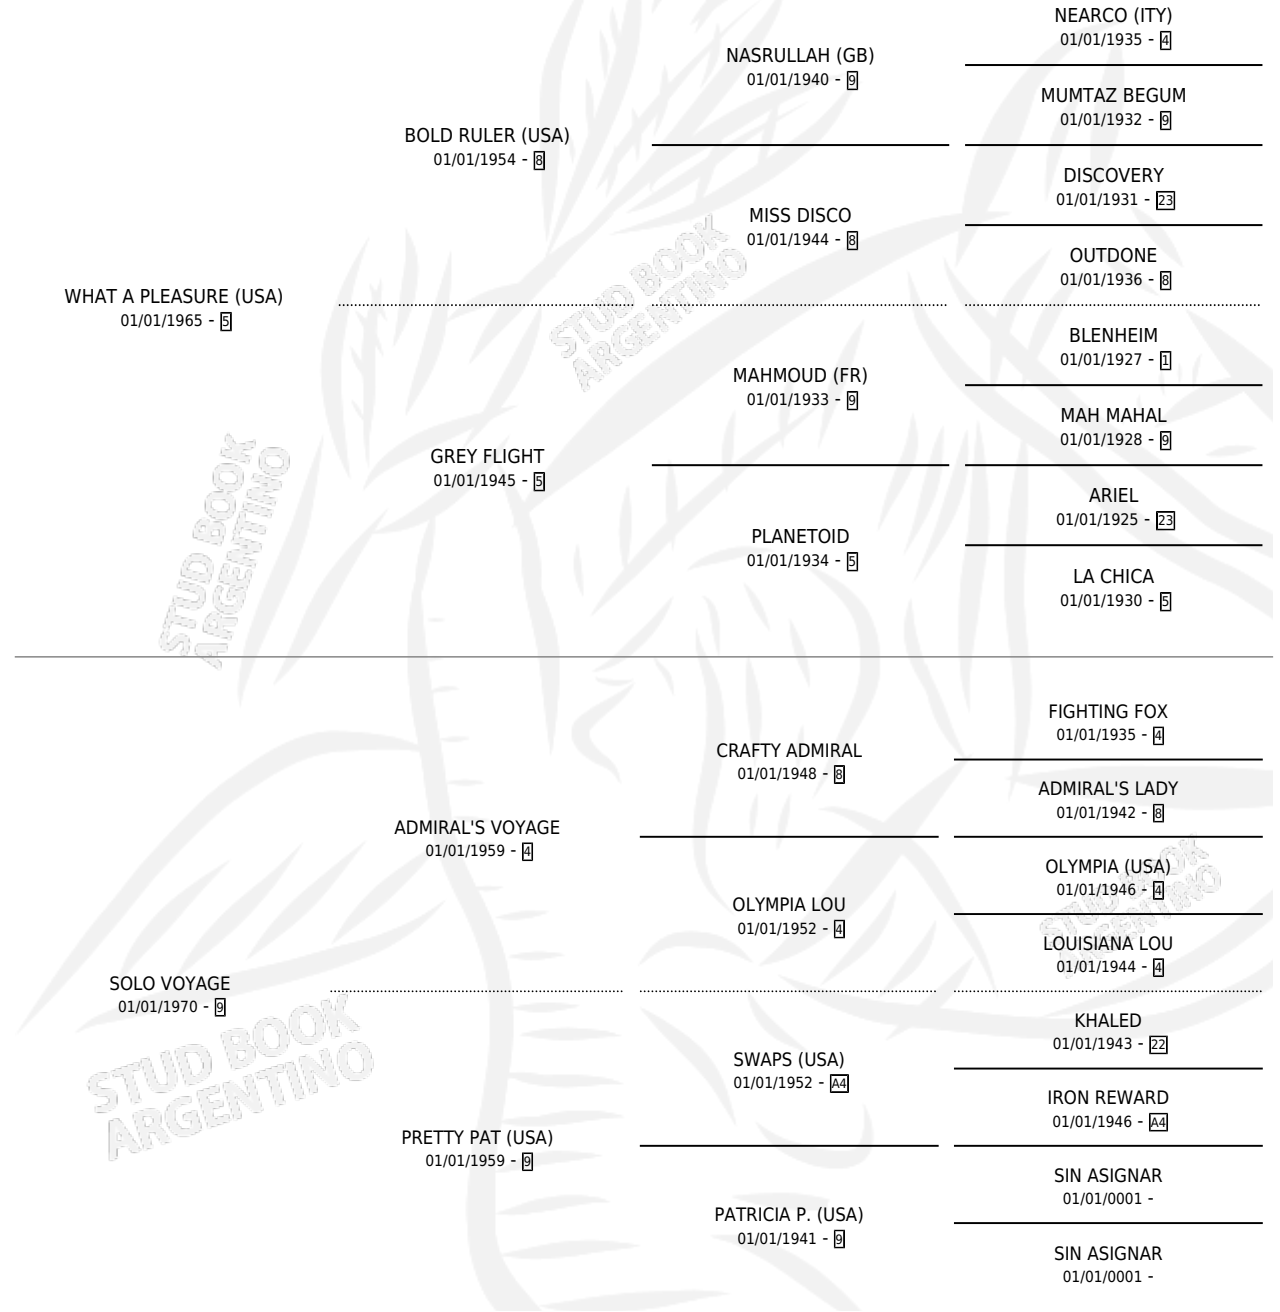 NEARCO (ITY)
01/01/1935 - 4
NASRULLAH (GB)
01/01/1940 - 9
MUMTAZ BEGUM
01/01/1932 - 9
BOLD RULER (USA)
01/01/1954 - 8
DISCOVERY
01/01/1931 - 23
MISS DISCO
01/01/1944 - 8
OUTDONE
01/01/1936 - 8
WHAT A PLEASURE (USA)
01/01/1965 - 5
BLENHEIM
01/01/1927 - 1
MAHMOUD (FR)
01/01/1933 - 9
MAH MAHAL
01/01/1928 - 9
GREY FLIGHT
01/01/1945 - 5
ARIEL
01/01/1925 - 23
PLANETOID
01/01/1934 - 5
LA CHICA
01/01/1930 - 5
FIGHTING FOX
01/01/1935 - 4
CRAFTY ADMIRAL
01/01/1948 - 8
ADMIRAL'S LADY
01/01/1942 - 8
ADMIRAL'S VOYAGE
01/01/1959 - 4
OLYMPIA (USA)
01/01/1946 - 4
OLYMPIA LOU
01/01/1952 - 4
LOUISIANA LOU
01/01/1944 - 4
SOLO VOYAGE
01/01/1970 - 9
KHALED
01/01/1943 - 22
SWAPS (USA)
01/01/1952 - A4
IRON REWARD
01/01/1946 - A4
PRETTY PAT (USA)
01/01/1959 - 9
SIN ASIGNAR
01/01/0001 -
PATRICIA P. (USA)
01/01/1941 - 9
SIN ASIGNAR
01/01/0001 -
STUD BOOK
ARGENTINO
STUD BOOK
ARGENTINO
STUD BOOK
ARGENTINO
STUD BOOK
ARGENTINO